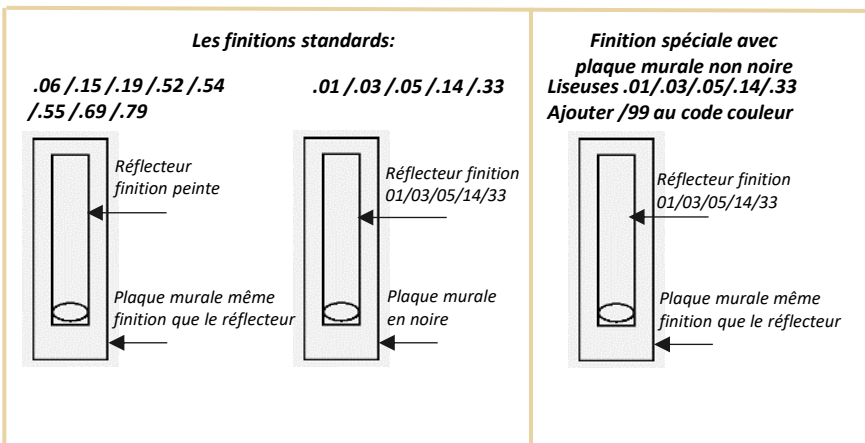 Les finitions standards:
.06 /.15 /.19 /.52 /.54
/.55 /.69 /.79
Réflecteur
finition peinte
Plaque murale même
finition que le réflecteur
.01 /.03 /.05 /.14 /.33
Réflecteur finition
01/03/05/14/33
Plaque murale
en noire
Finition spéciale avec
plaque murale non noire
Liseuses .01/.03/.05/.14/.33
Ajouter /99 au code couleur
Réflecteur finition
01/03/05/14/33
Plaque murale même
finition que le réflecteur